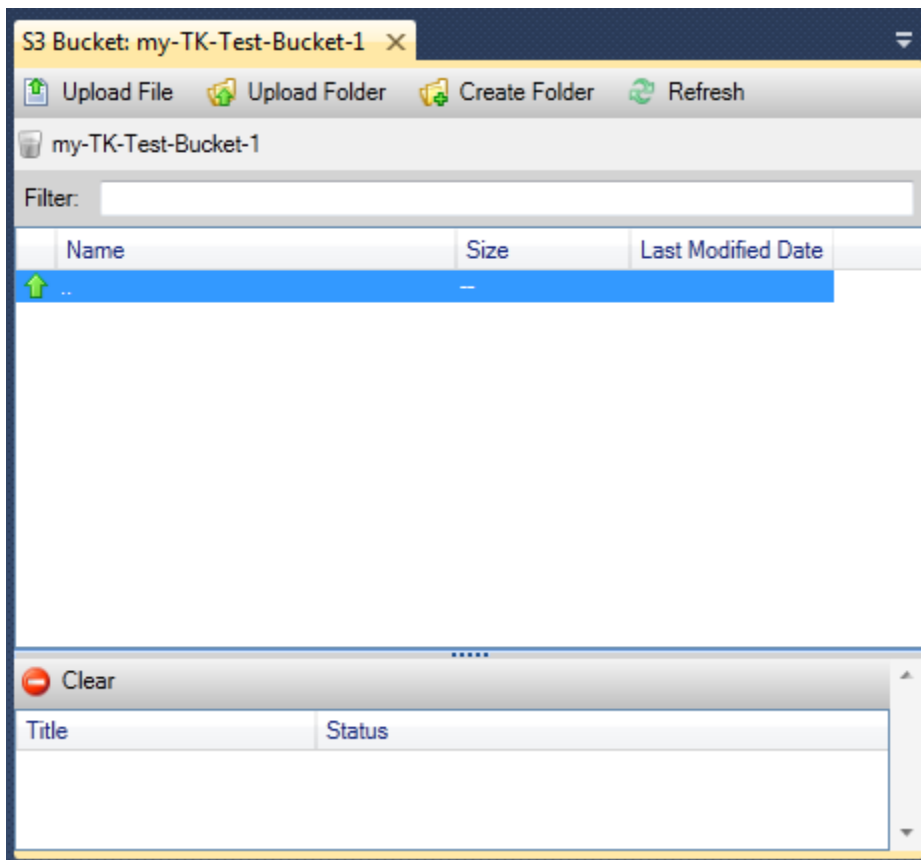 S3 Bucket: my-TK-Test-Bucket-1
Upload File Upload Folder Create Folder Refresh
my-TK-Test-Bucket-1
Filter:
Name Size Last Modified Date
.. --
Clear
Title Status